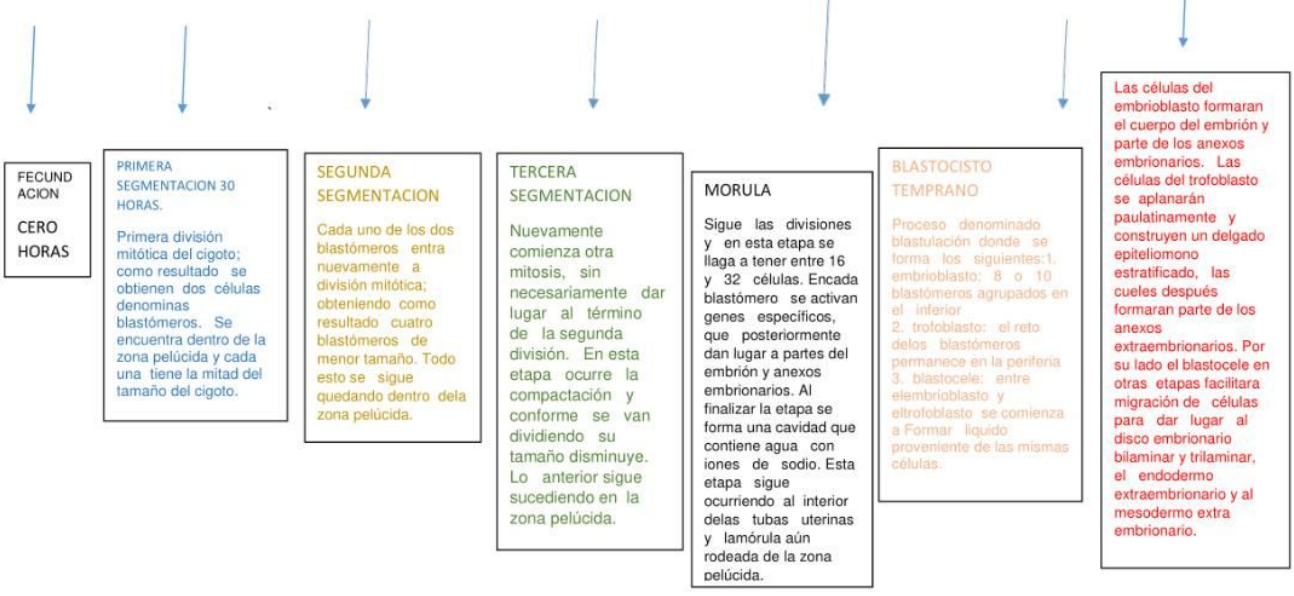 FECUND
ACION
CERO
HORAS
PRIMERA
SEGMENTACION 30
HORAS.
Primera división
mitótica del cigoto;
como resultado se
obtienen dos células
denominas
blastómeros. Se
encuentra dentro de la
zona pelúcida y cada
una tiene la mitad del
tamaño del cigoto.
SEGUNDA
SEGMENTACION
Cada uno de los dos
blastómeros entra
nuevamente a
división mitótica;
obteniendo como
resultado cuatro
blastómeros de
menor tamaño. Todo
esto se sigue
quedando dentro dela
zona pelúcida.
TERCERA
SEGMENTACION
Nuevamente
comienza otra
mitosis, sin
necesariamente dar
lugar al término
de la segunda
división. En esta
etapa ocurre la
compactación y
conforme se van
dividiendo su
tamaño disminuye.
Lo anterior sigue
sucediendo en la
zona pelúcida.
MORULA
Sigue las divisiones
y en esta etapa se
llaga a tener entre 16
y 32 células. Encada
blastómero se activan
genes específicos,
que posteriormente
dan lugar a partes del
embrión y anexos
embrionarios. Al
finalizar la etapa se
forma una cavidad que
contiene agua con
iones de sodio. Esta
etapa sigue
ocurriendo al interior
delas tubas uterinas
y lamórula aún
rodeada de la zona
pelúcida.
BLASTOCISTO
TEMPRANO
Proceso denominado
blastulación donde se
forma los siguientes:1.
embrioblasto: 8 o 10
blastómeros agrupados en
el inferior
2. trofoblasto: el reto
delos blastómeros
permanece en la periferia
3. blastocele: entre
elembrioblasto y
eltrofoblasto se comienza
a Formar liquido
proveniente de las mismas
células.
Las células del
embrioblasto formaran
el cuerpo del embrión y
parte de los anexos
embrionarios. Las
células del trofoblasto
se aplanarán
paulatinamente y
construyen un delgado
epiteliomono
estratificado, las
cueles después
formaran parte de los
anexos
extraembrionarios. Por
su lado el blastocele en
otras etapas facilitara
migración de células
para dar lugar al
disco embrionario
bilaminar y trilaminar,
el endodermo
extraembrionario y al
mesodermo extra
embrionario.